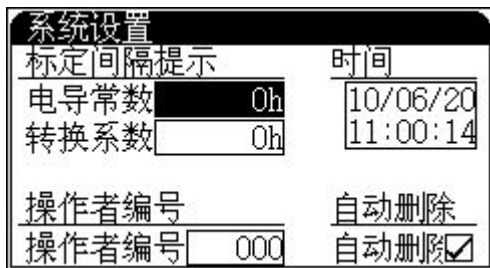 系统设置
标定间隔提示 时间
电导常数 0h 10/06/20
转换系数 0h 11:00:14
操作者编号 自动删除
操作者编号 000 自动删除